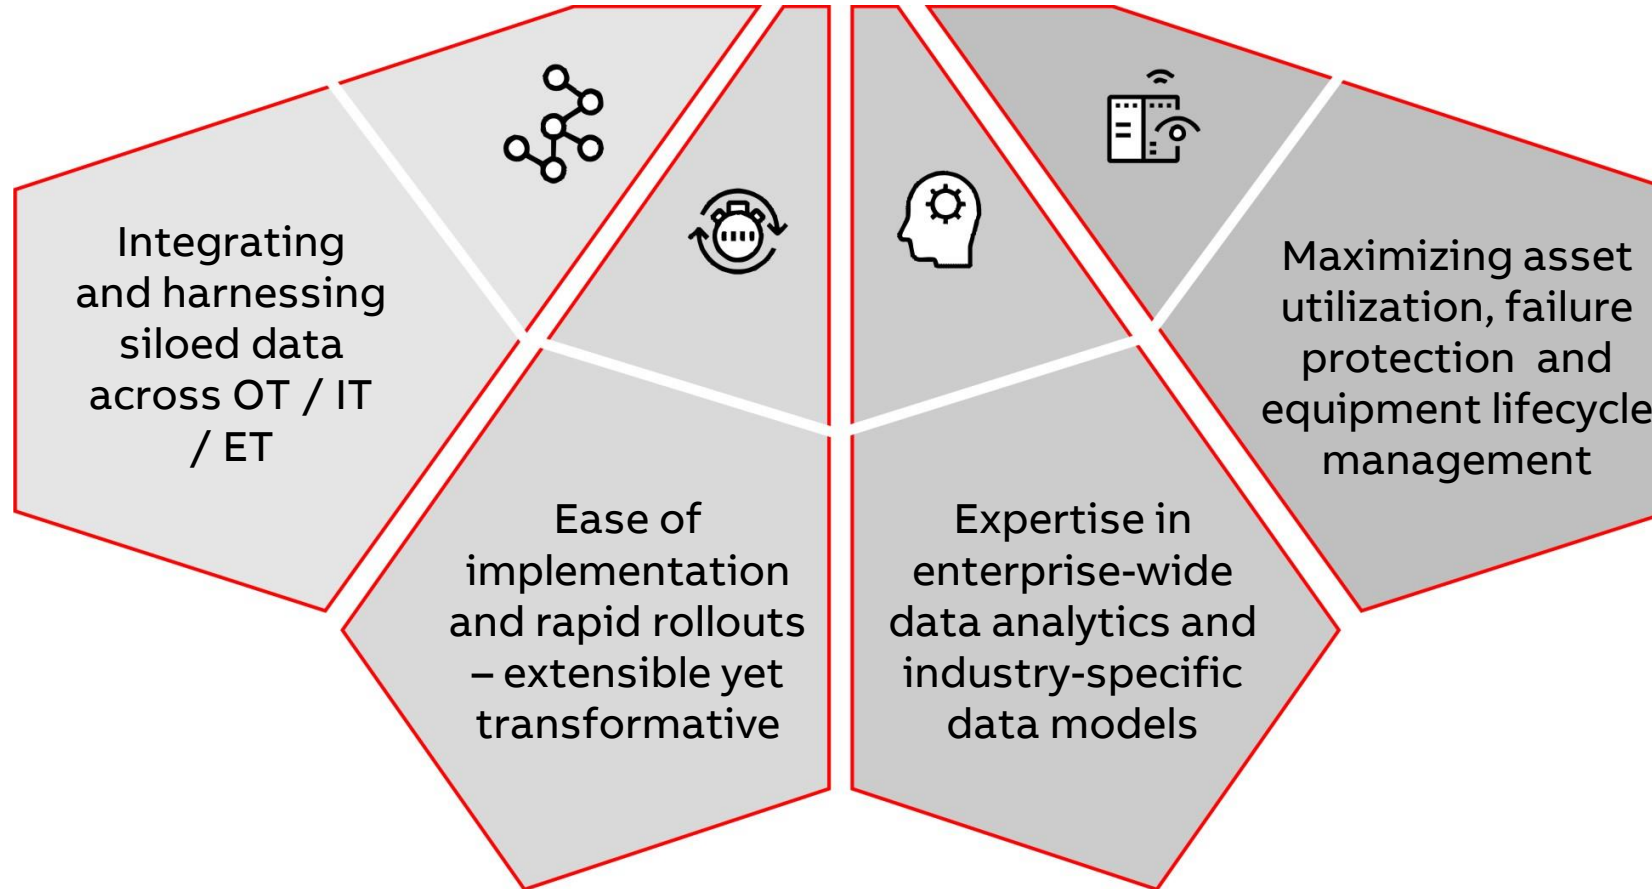 Integrating
and harnessing
siloed data
across OT / IT
/ ET
Ease of
implementation
and rapid rollouts
– extensible yet
transformative
Expertise in
enterprise-wide
data analytics and
industry-specific
data models
Maximizing asset
utilization, failure
protection  and
equipment lifecycle
management